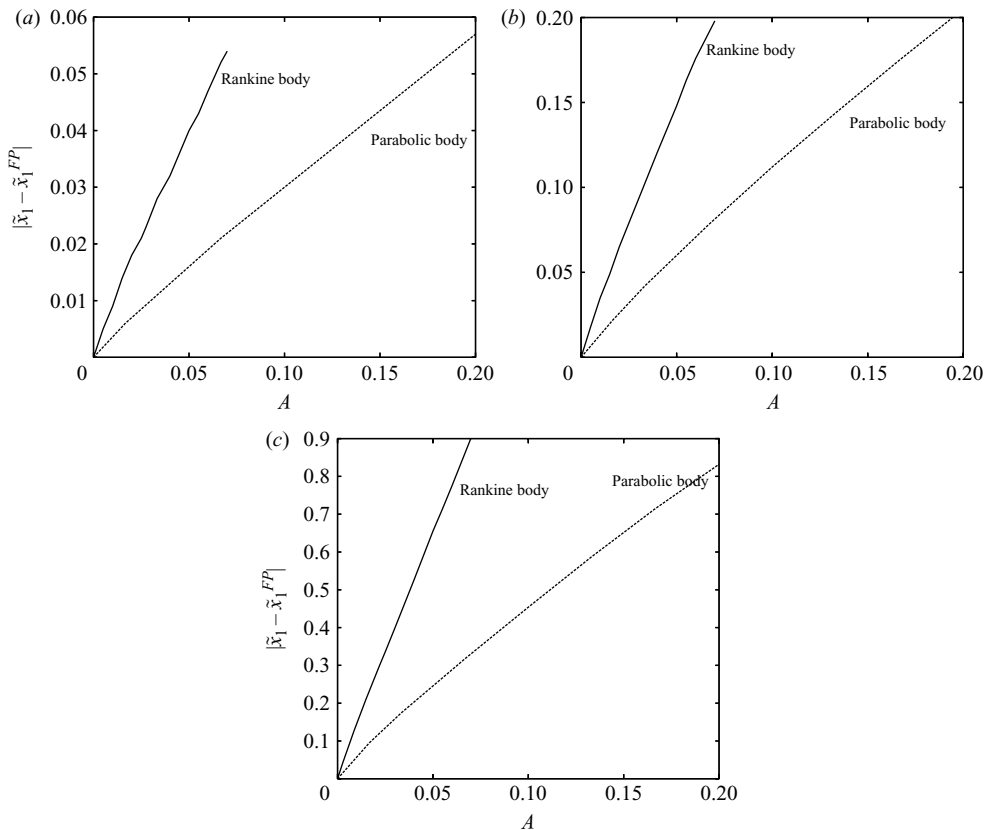 (a)
0.06
0.05
0.04
0.03
0.02
0.01
0
0.05
0.10
0.15
0.20
A
|x̃₁ − x̃₁ᶠᴾ|
Rankine body
Parabolic body
(b)
0.20
0.15
0.10
0.05
0
0.05
0.10
0.15
0.20
A
Rankine body
Parabolic body
(c)
0.9
0.8
0.7
0.6
0.5
0.4
0.3
0.2
0.1
0
0.05
0.10
0.15
0.20
A
|x̃₁ − x̃₁ᶠᴾ|
Rankine body
Parabolic body